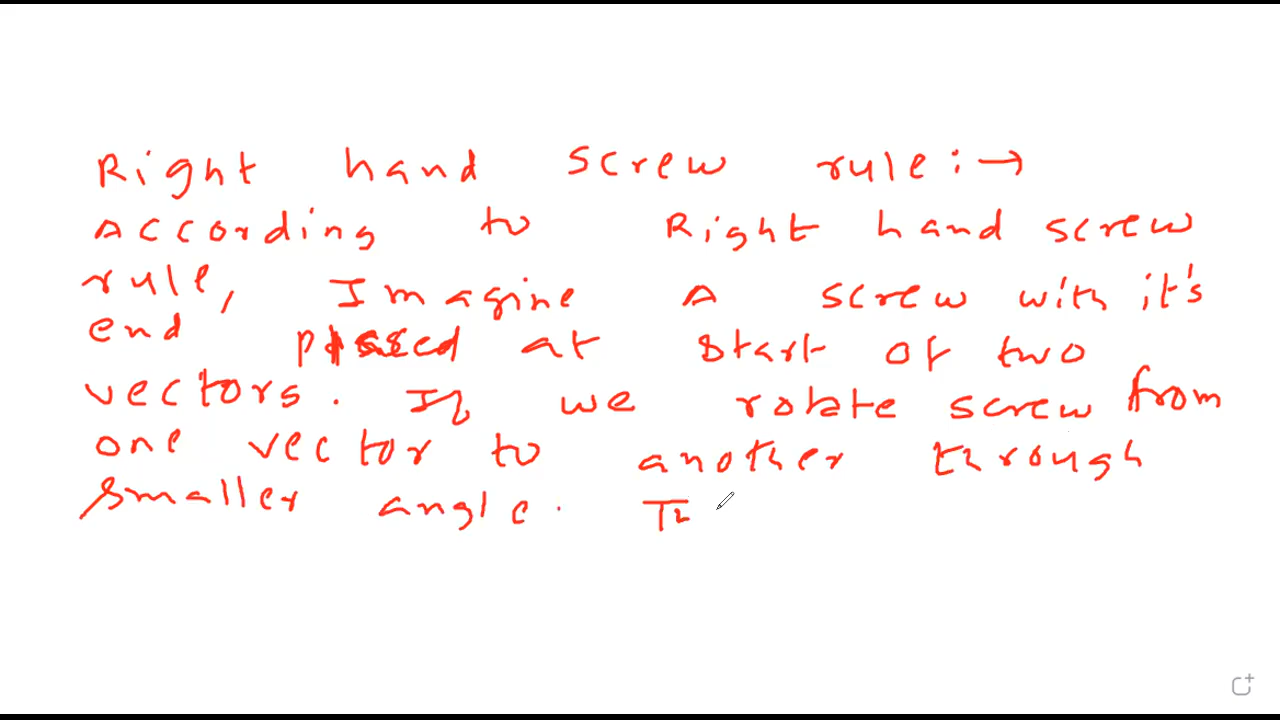 Right hand screw rule:→
According to Right hand screw
rule, Imagine A screw with it's
end placed at start of two
vectors. If we rotate screw from
one vector to another through
smaller angle. Th